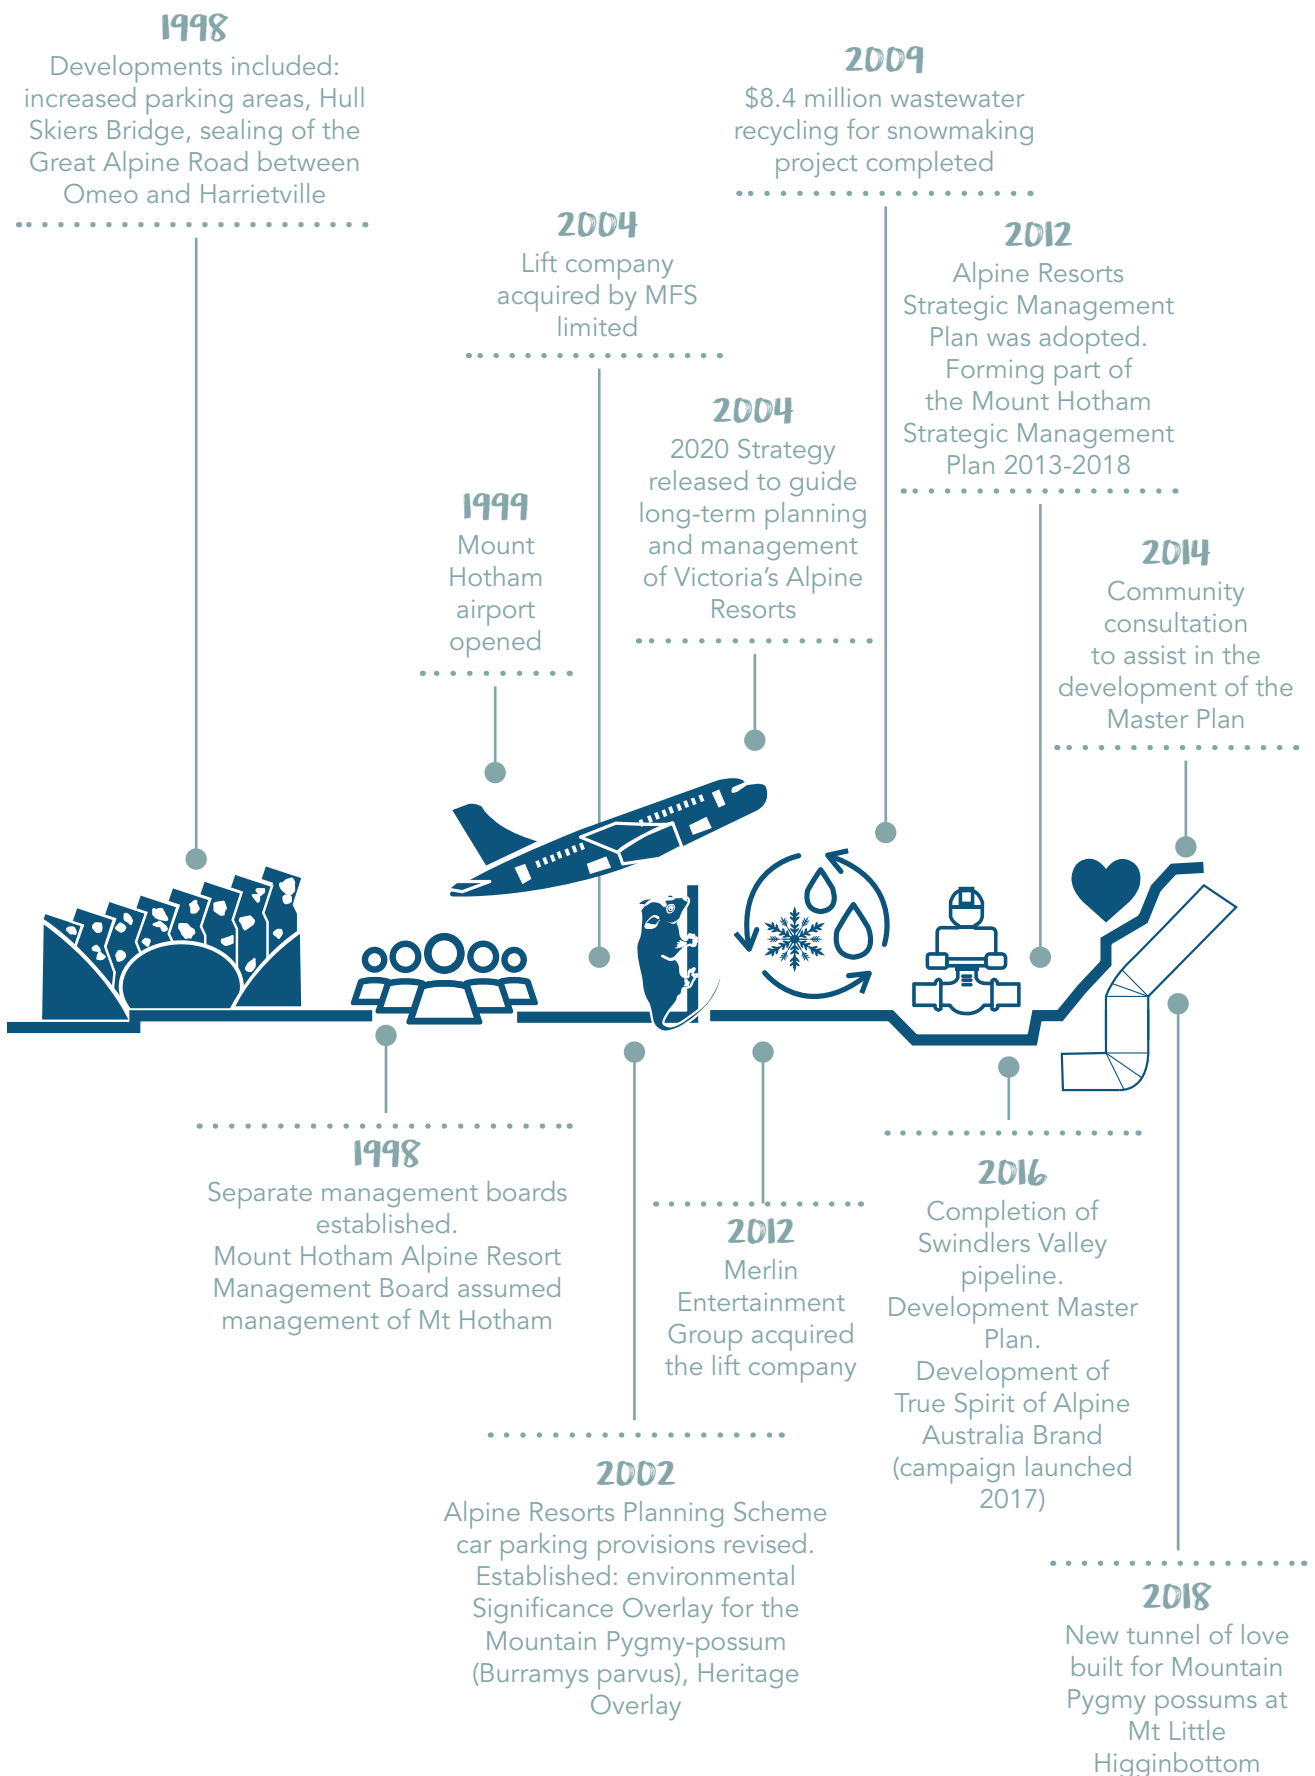 1998
Developments included:
increased parking areas, Hull
Skiers Bridge, sealing of the
Great Alpine Road between
Omeo and Harrietville
2009
$8.4 million wastewater
recycling for snowmaking
project completed
2004
Lift company
acquired by MFS
limited
2012
Alpine Resorts
Strategic Management
Plan was adopted.
Forming part of
the Mount Hotham
Strategic Management
Plan 2013-2018
2004
2020 Strategy
released to guide
long-term planning
and management
of Victoria’s Alpine
Resorts
1999
Mount
Hotham
airport
opened
2014
Community
consultation
to assist in the
development of the
Master Plan
1998
Separate management boards
established.
Mount Hotham Alpine Resort
Management Board assumed
management of Mt Hotham
2012
Merlin
Entertainment
Group acquired
the lift company
2016
Completion of
Swindlers Valley
pipeline.
Development Master
Plan.
Development of
True Spirit of Alpine
Australia Brand
(campaign launched
2017)
2002
Alpine Resorts Planning Scheme
car parking provisions revised.
Established: environmental
Significance Overlay for the
Mountain Pygmy-possum
(Burramys parvus), Heritage
Overlay
2018
New tunnel of love
built for Mountain
Pygmy possums at
Mt Little
Higginbottom